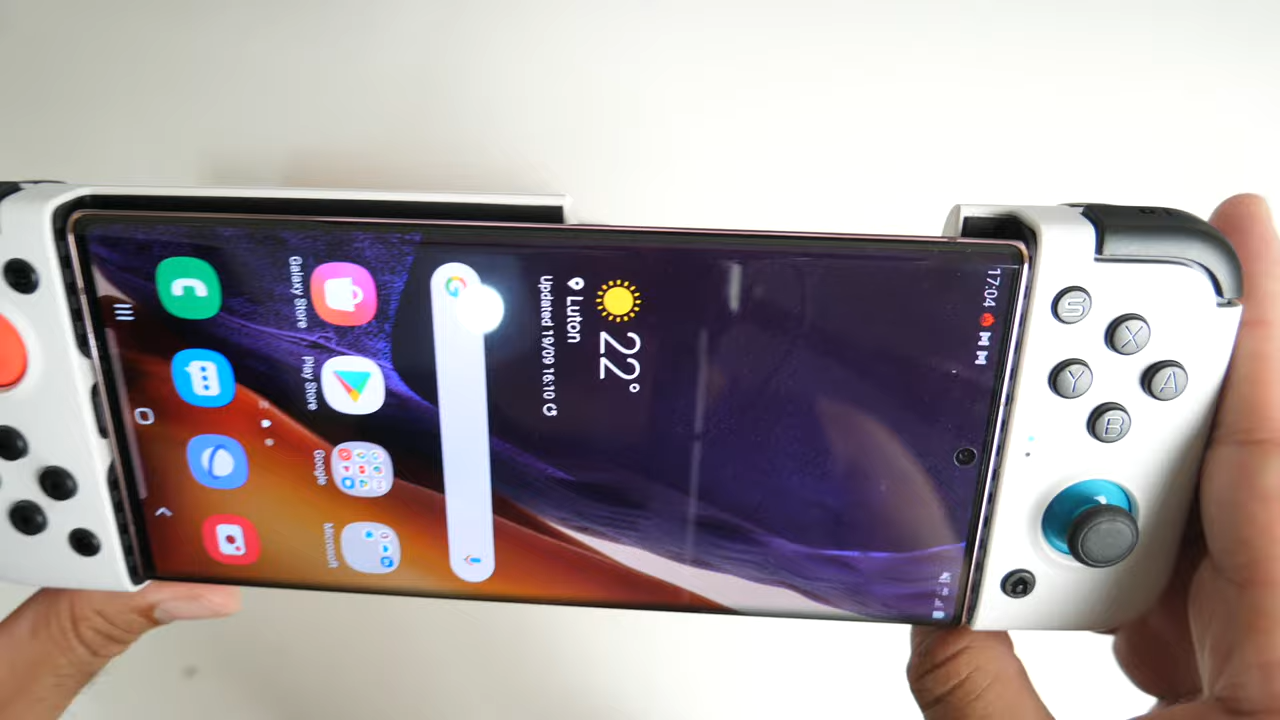 17:04
22°
Luton
Updated 19/09 16:10
Galaxy Store
Play Store
Google
Microsoft
S
X
Y
A
B